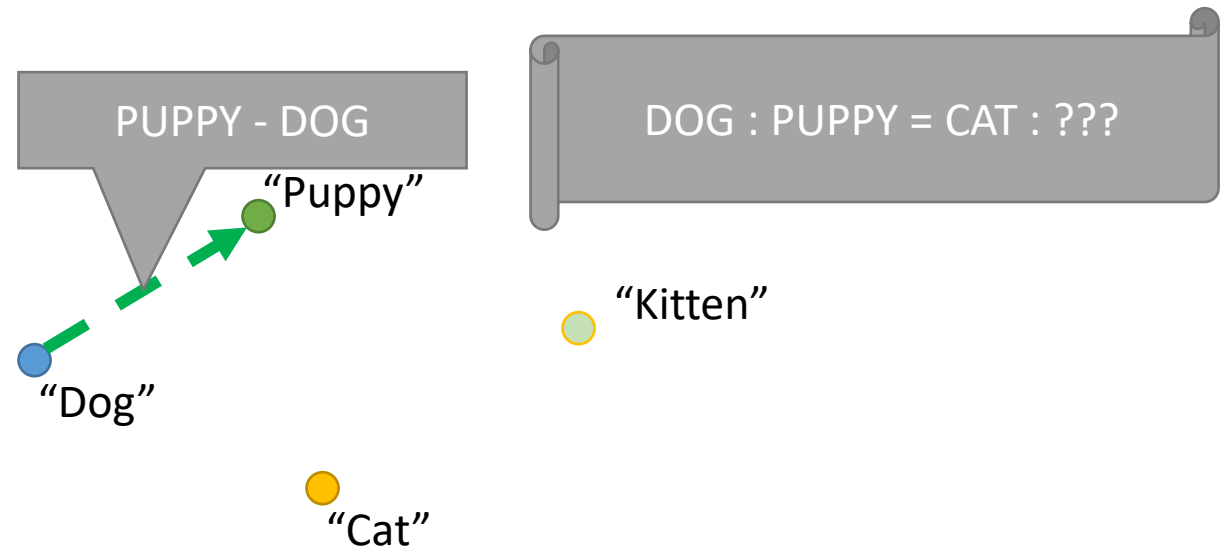 PUPPY - DOG
DOG : PUPPY = CAT : ???
“Puppy”
“Kitten”
“Dog”
“Cat”